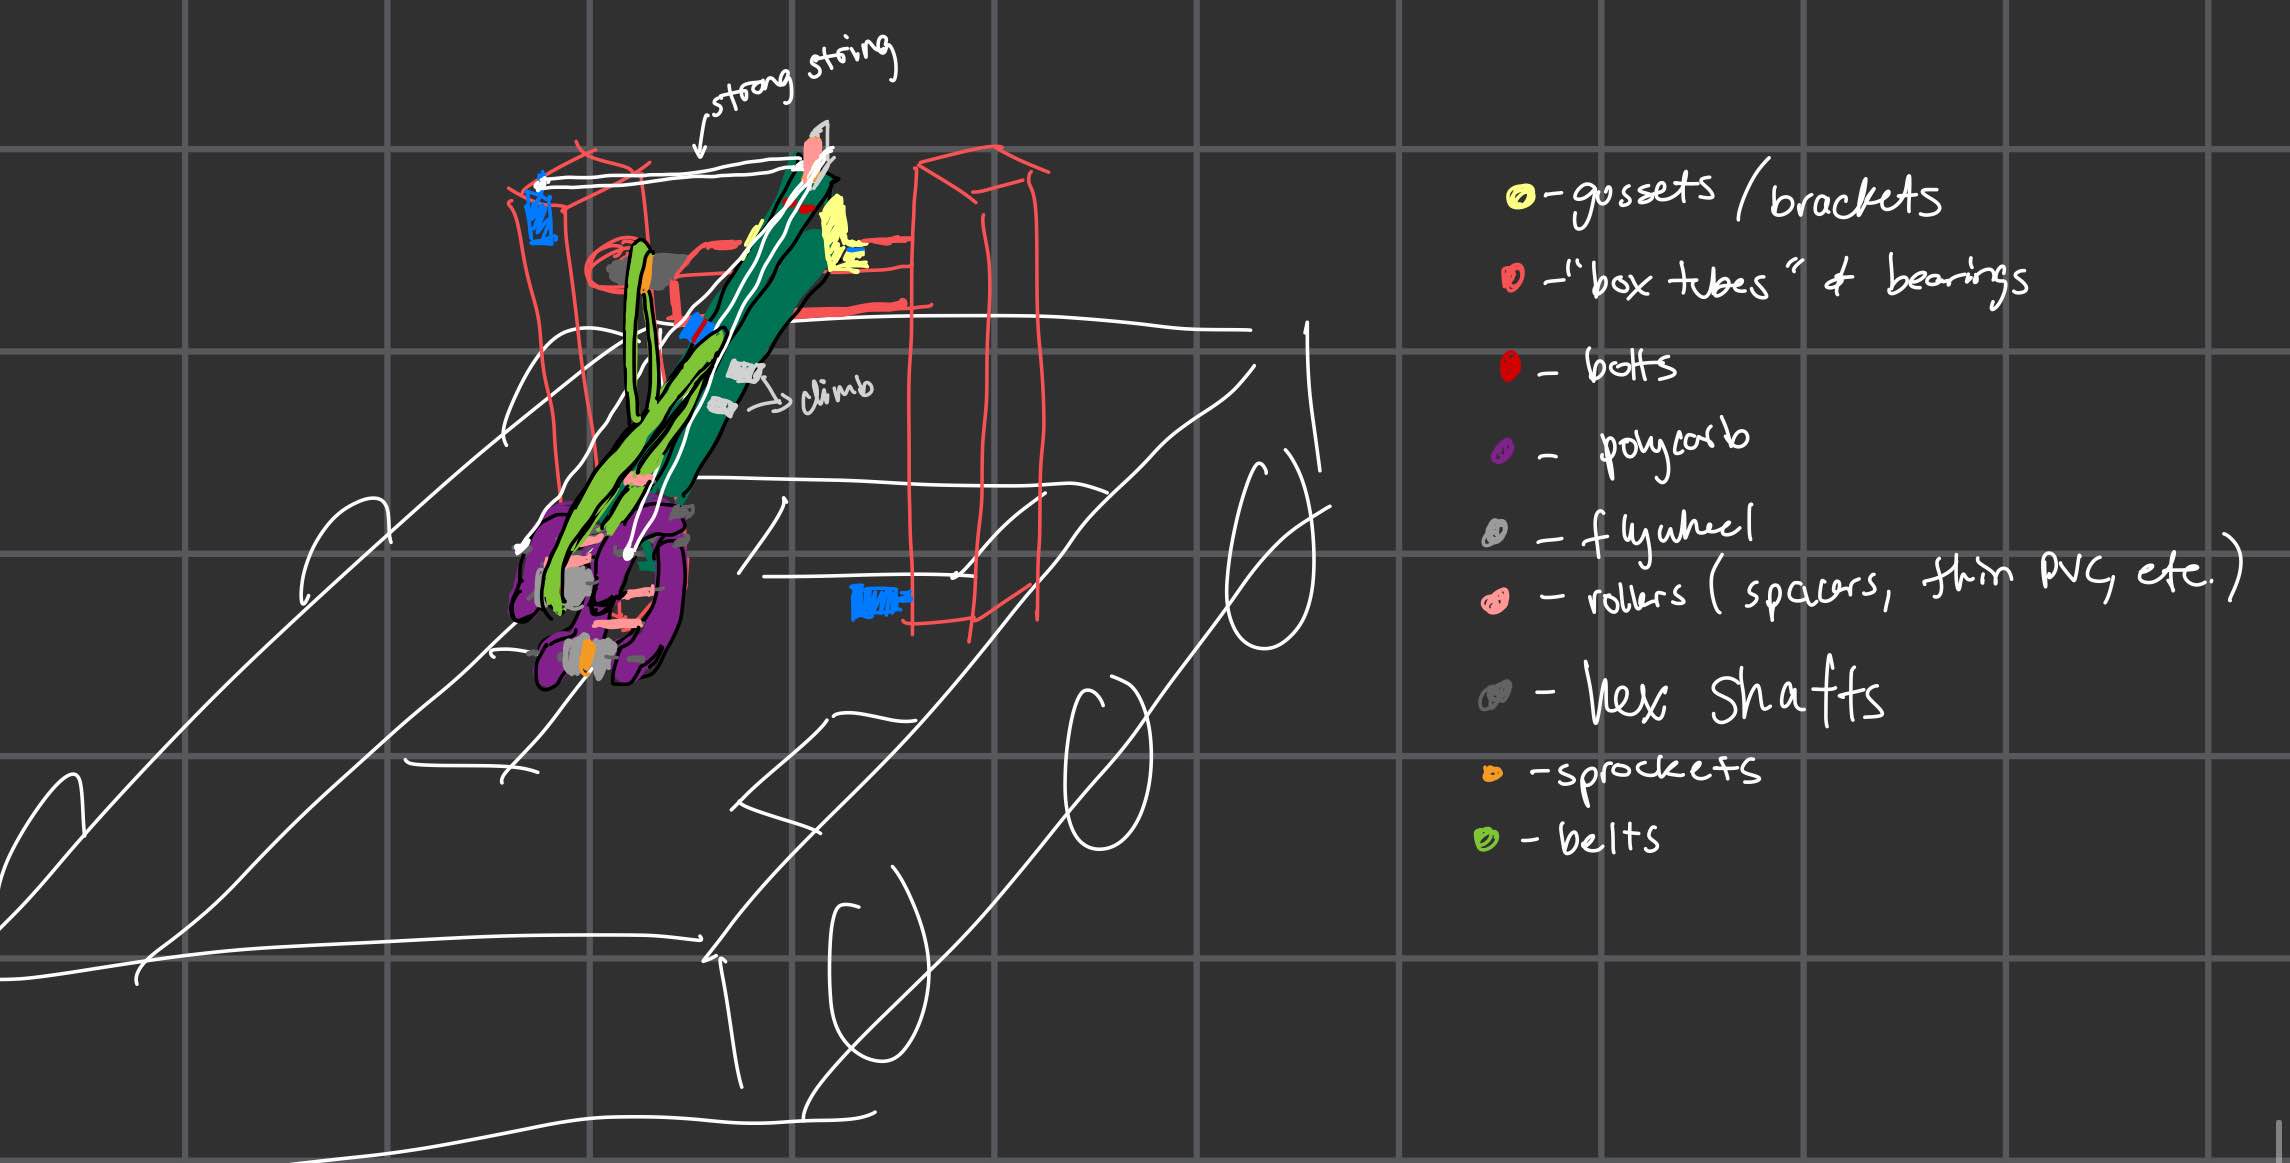 strong string
climb
- gussets / brackets
- "box tubes" & bearings
- bolts
- polycarb
- flywheel
- rollers (spacers, thin PVC, etc.)
- hex shafts
- sprockets
- belts